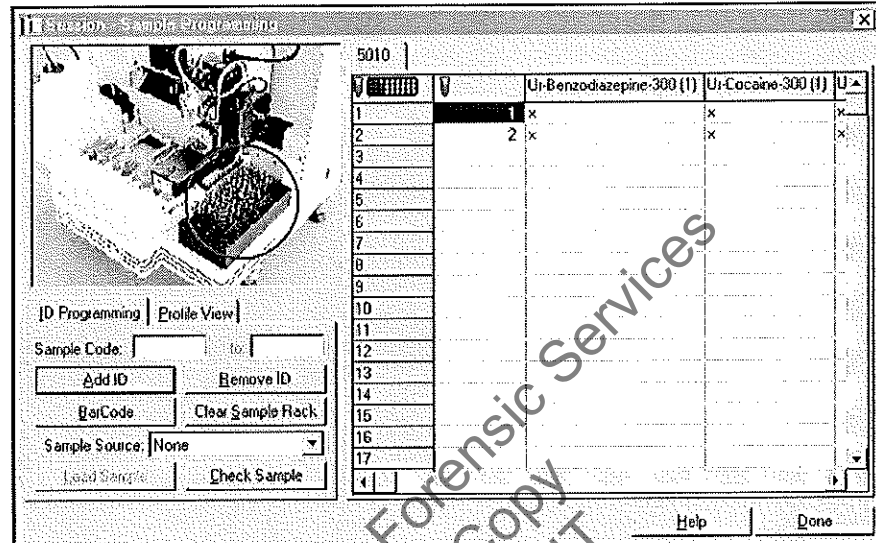 Session - Sample Programming
5010
Ur-Benzodiazepine-300 (1) Ur-Cocaine-300 (1) U
1 1 x x x
2 2 x x x
3
4
5
6
7
8
9
10
11
12
13
14
15
16
17
ID Programming Profile View
Sample Code: to
Add ID Remove ID
BarCode Clear Sample Rack
Sample Source: None
Load Sample Check Sample
Help Done
Forensic Services
Copy